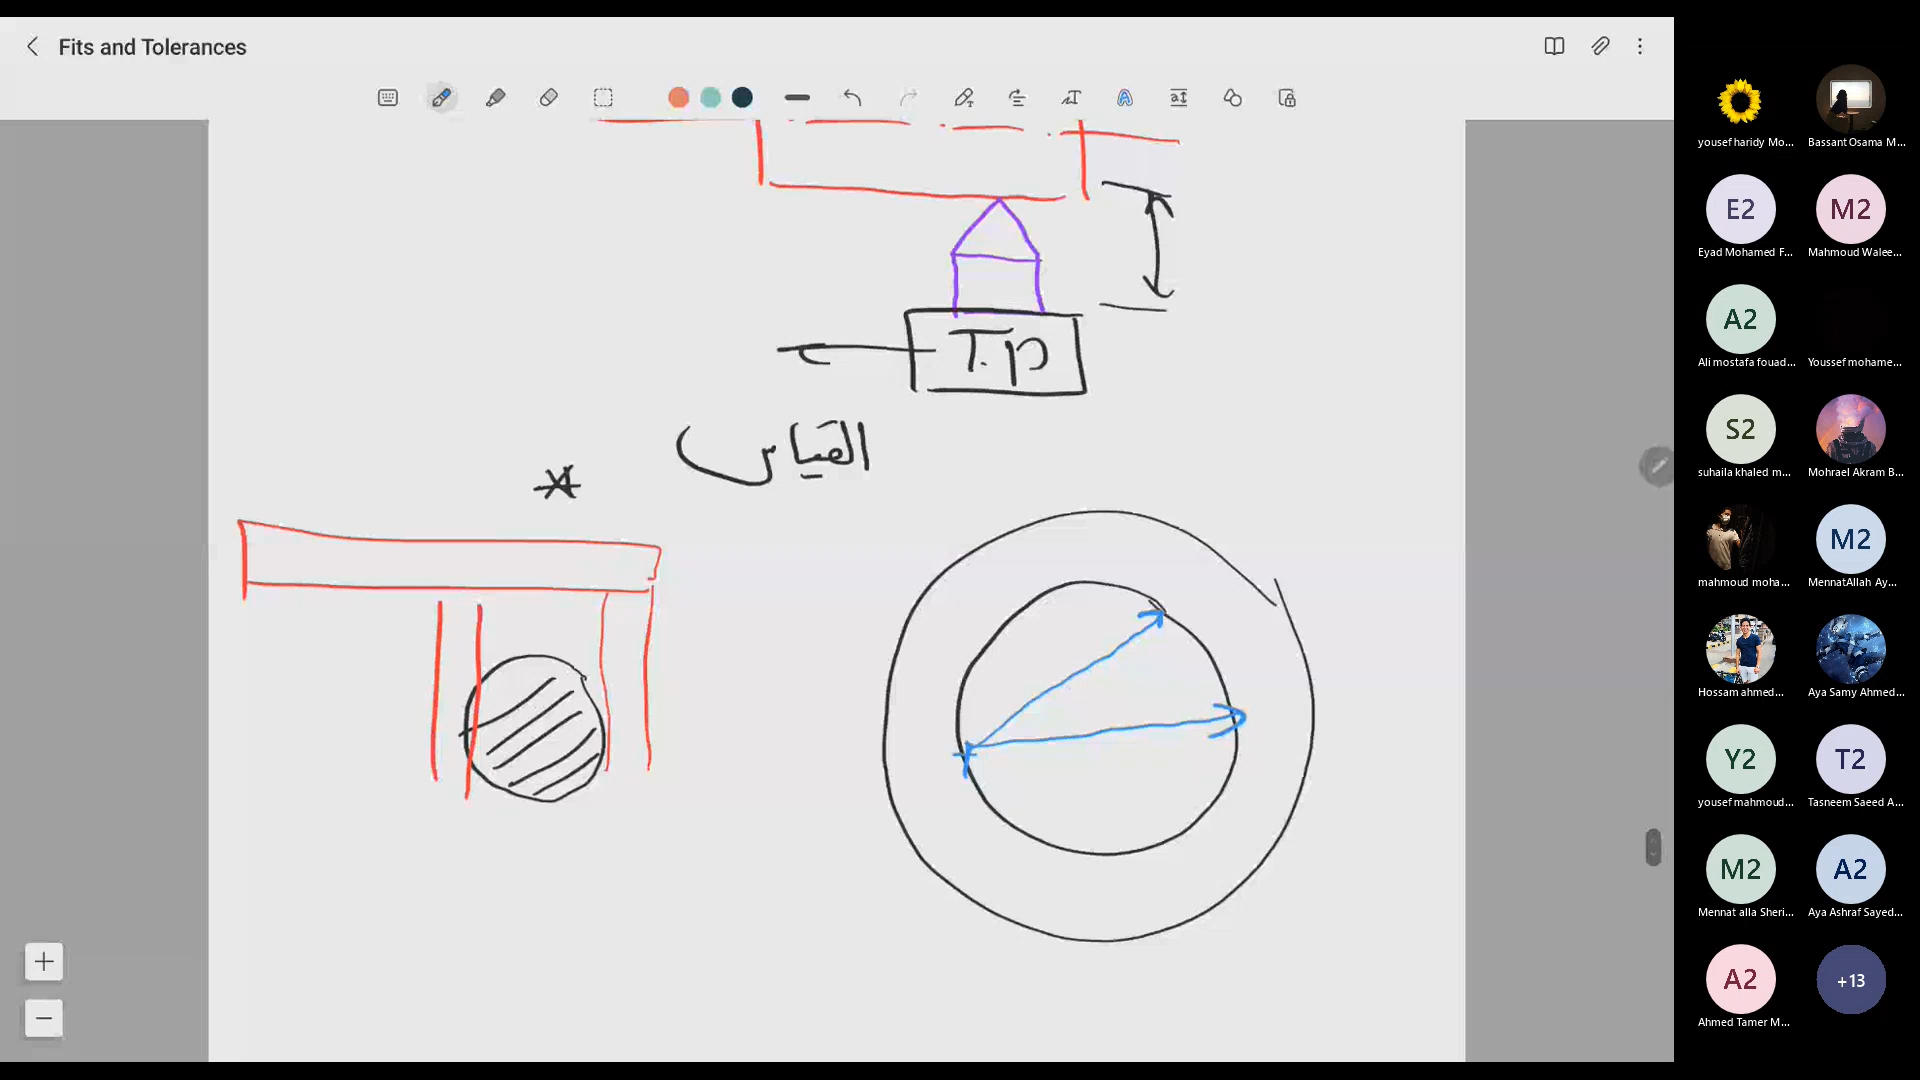 Fits and Tolerances
T.P
القياس
yousef haridy Mo...
Bassant Osama M...
E2
Eyad Mohamed F...
M2
Mahmoud Walee...
A2
Ali mostafa fouad...
Youssef mohame...
S2
suhaila khaled m...
Mohrael Akram B...
mahmoud moha...
M2
MennatAllah Ay...
Hossam ahmed...
Aya Samy Ahmed...
Y2
yousef mahmoud...
T2
Tasneem Saeed A...
M2
Mennat alla Sheri...
A2
Aya Ashraf Sayed...
A2
Ahmed Tamer M...
+13